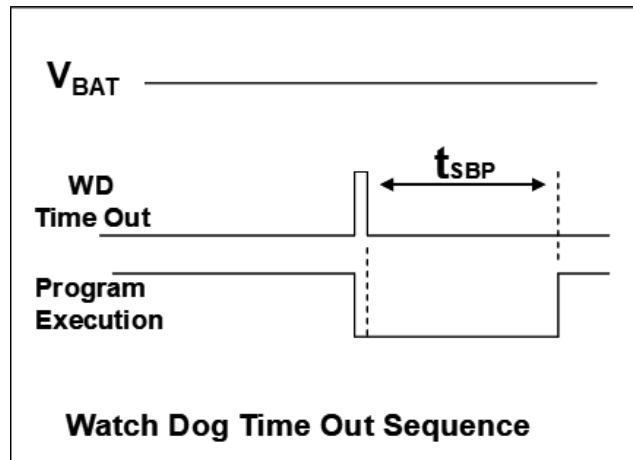 VBAT
tSBP
WD
Time Out
Program
Execution
Watch Dog Time Out Sequence